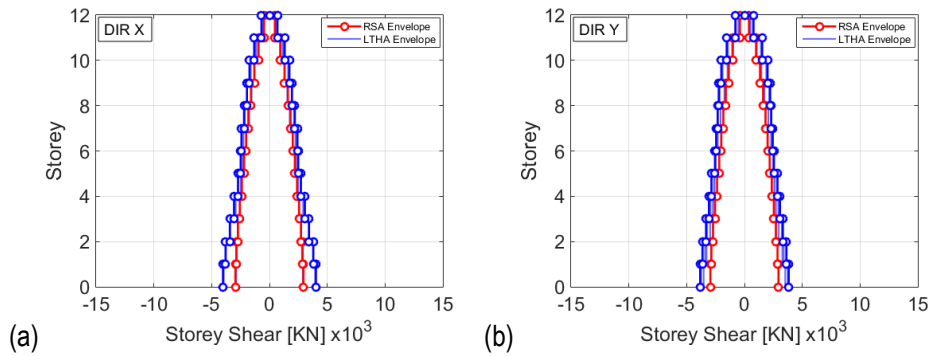 DIR X
RSA Envelope
LTHA Envelope
12
10
8
6
4
2
0
Storey
-15 -10 -5 0 5 10 15
Storey Shear [KN] x10³
(a)
DIR Y
RSA Envelope
LTHA Envelope
12
10
8
6
4
2
0
-15 -10 -5 0 5 10 15
Storey Shear [KN] x10³
(b)